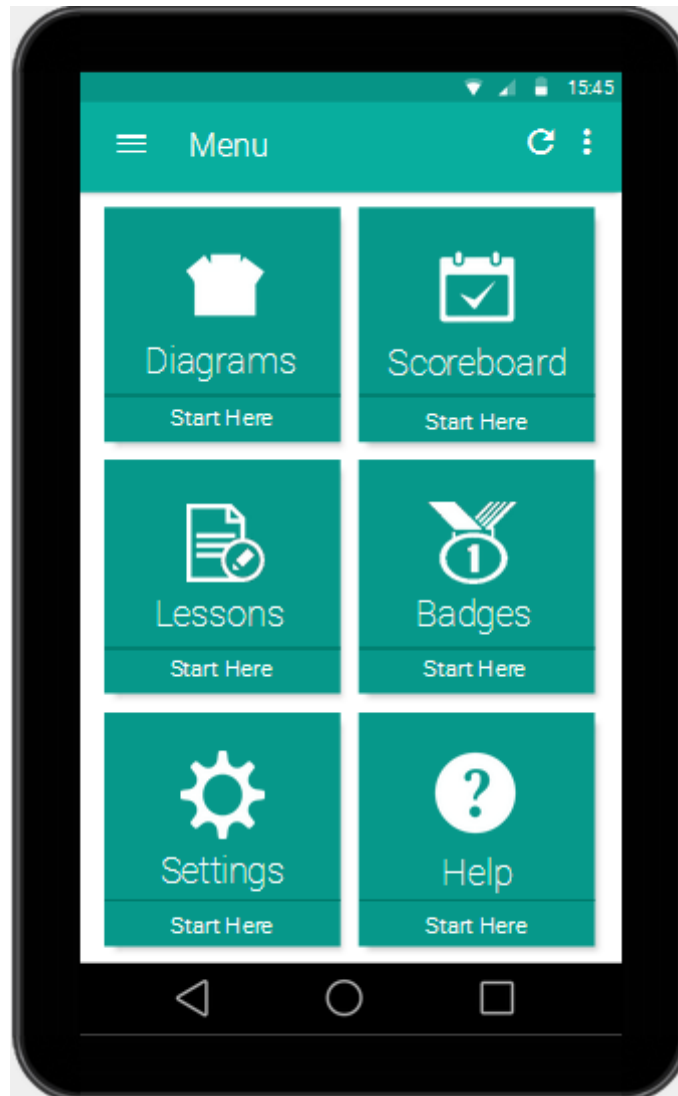 15:45
Menu
Diagrams
Start Here
Scoreboard
Start Here
Lessons
Start Here
Badges
1
Start Here
Settings
Start Here
?
Help
Start Here